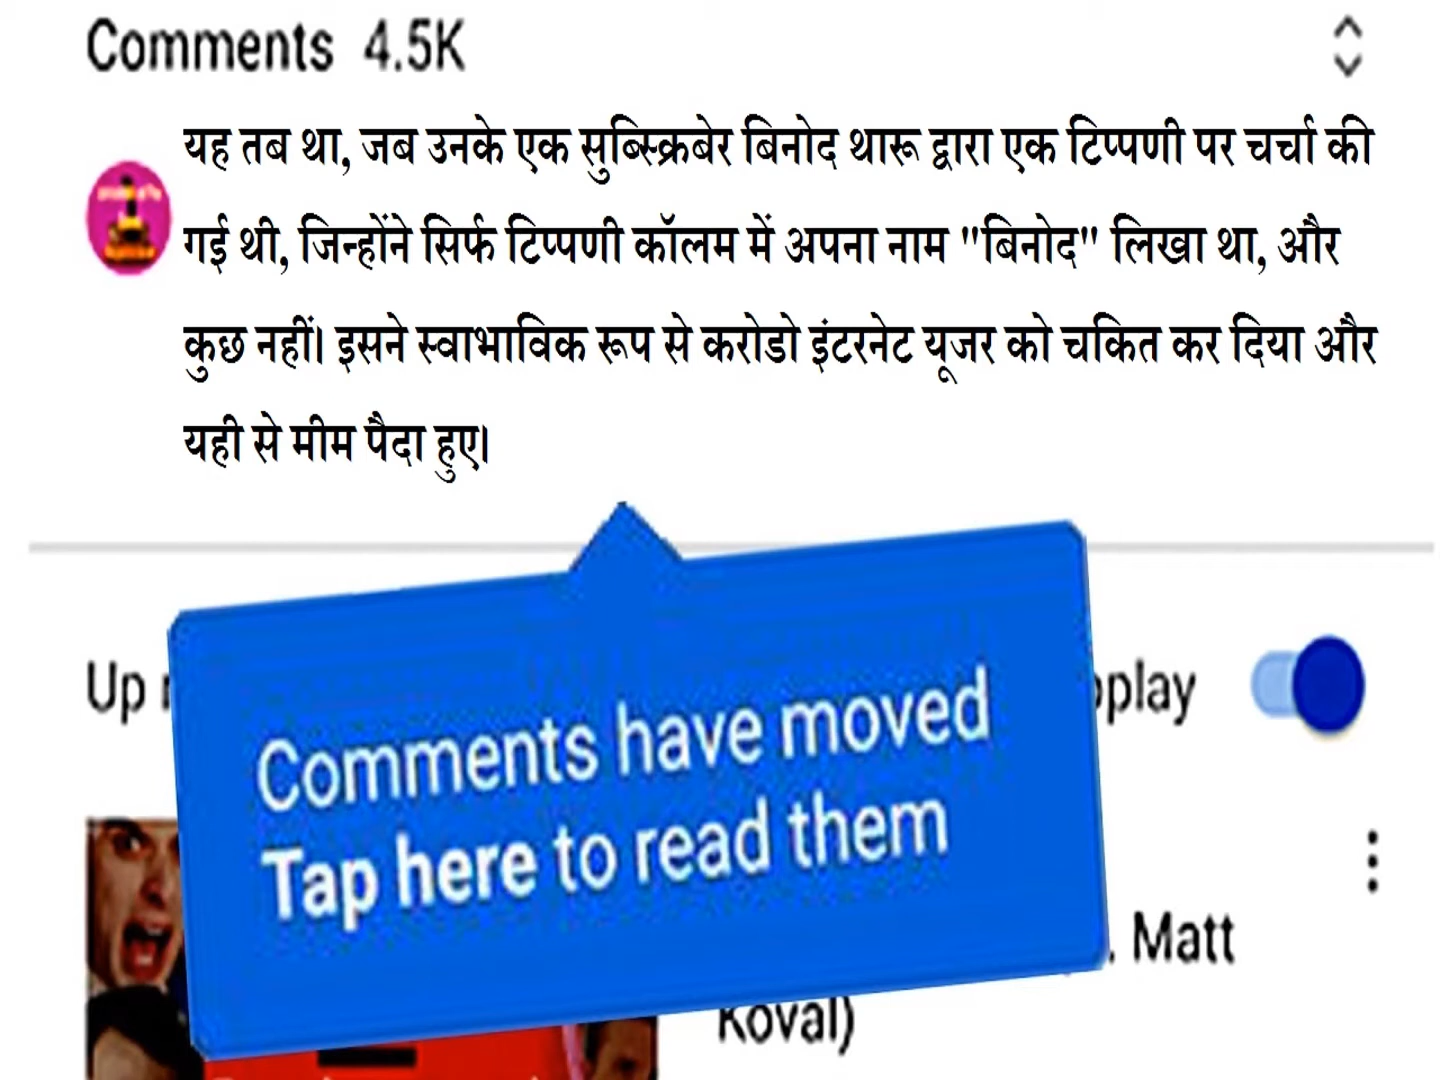 Comments 4.5K
यह तब था, जब उनके एक सुब्स्क्रिबेर बिनोद थारू द्वारा एक टिप्पणी पर चर्चा की
गई थी, जिन्होंने सिर्फ टिप्पणी कॉलम में अपना नाम "बिनोद" लिखा था, और
कुछ नहीं। इसने स्वाभाविक रूप से करोडो इंटरनेट यूजर को चकित कर दिया और
यही से मीम पैदा हुए।
Comments have moved
Tap here to read them
Up
. Matt
Koval)